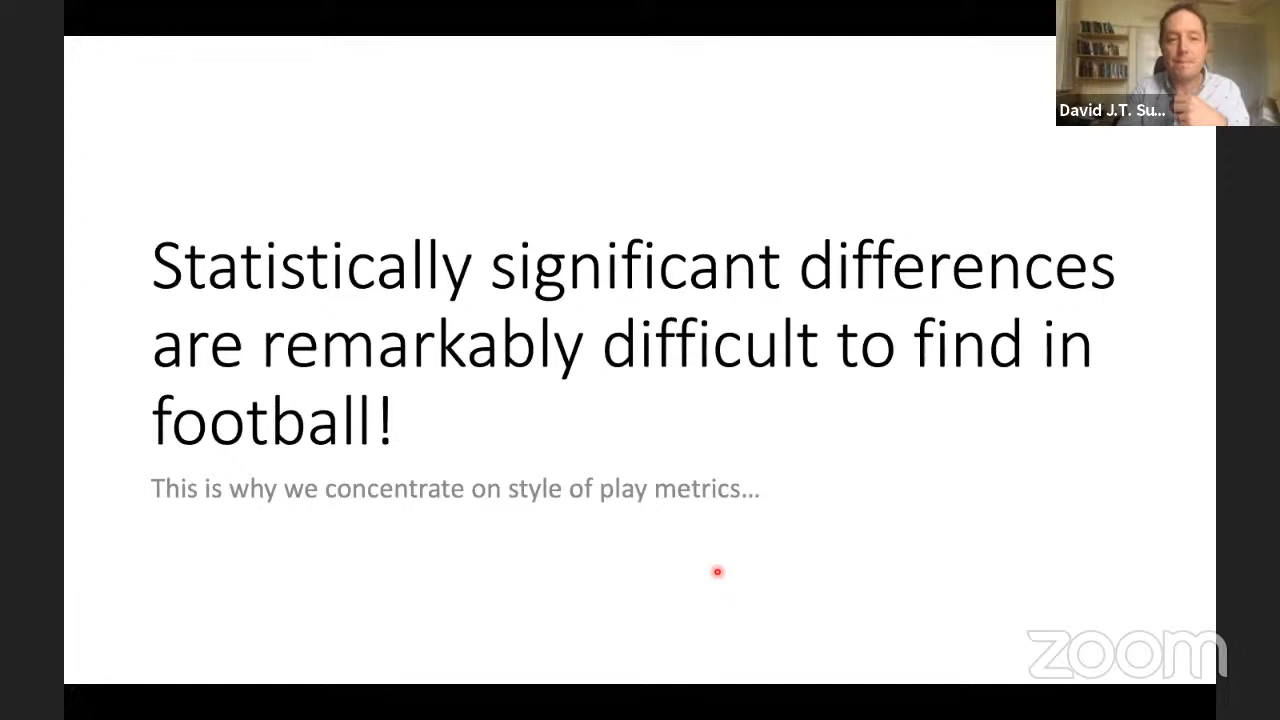 David J.T. Su...
Statistically significant differences
are remarkably difficult to find in
football!
This is why we concentrate on style of play metrics...
zoom